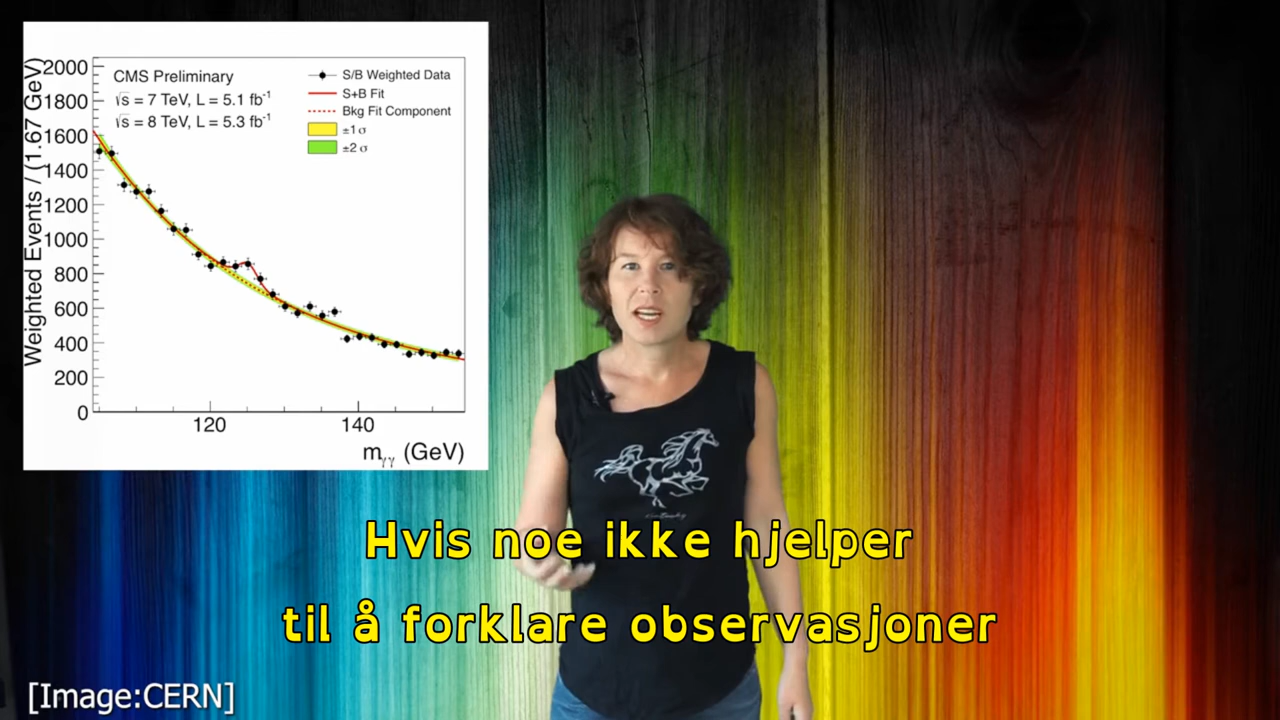 2000
1800
1600
1400
1200
1000
800
600
400
200
0
Weighted Events / (1.67 GeV)
CMS Preliminary
√s = 7 TeV, L = 5.1 fb⁻¹
√s = 8 TeV, L = 5.3 fb⁻¹
S/B Weighted Data
S+B Fit
Bkg Fit Component
±1 σ
±2 σ
120 140
mγγ (GeV)
Hvis noe ikke hjelper
til å forklare observasjoner
[Image:CERN]